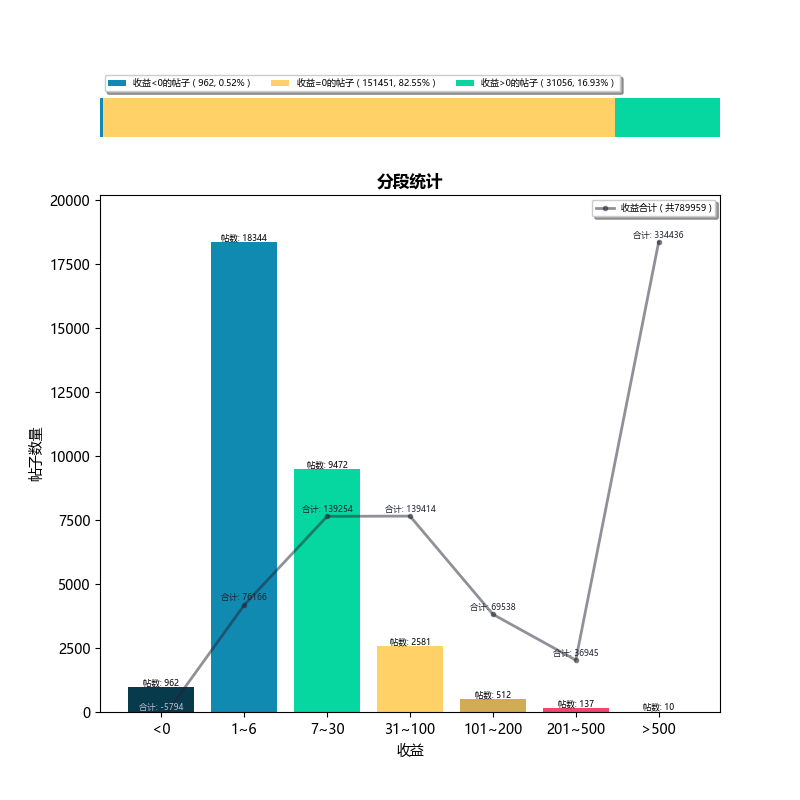 收益<0的帖子 ( 962, 0.52% )
收益=0的帖子 ( 151451, 82.55% )
收益>0的帖子 ( 31056, 16.93% )
分段统计
收益合计 ( 共789959 )
20000
17500
15000
12500
10000
7500
5000
2500
0
帖子数量
合计: 334436
帖数: 18344
帖数: 9472
合计: 139254
合计: 139414
合计: 76166
合计: 69538
合计: 36945
帖数: 2581
帖数: 962
合计: -5794
帖数: 512
帖数: 137
帖数: 10
<0
1~6
7~30
31~100
101~200
201~500
>500
收益